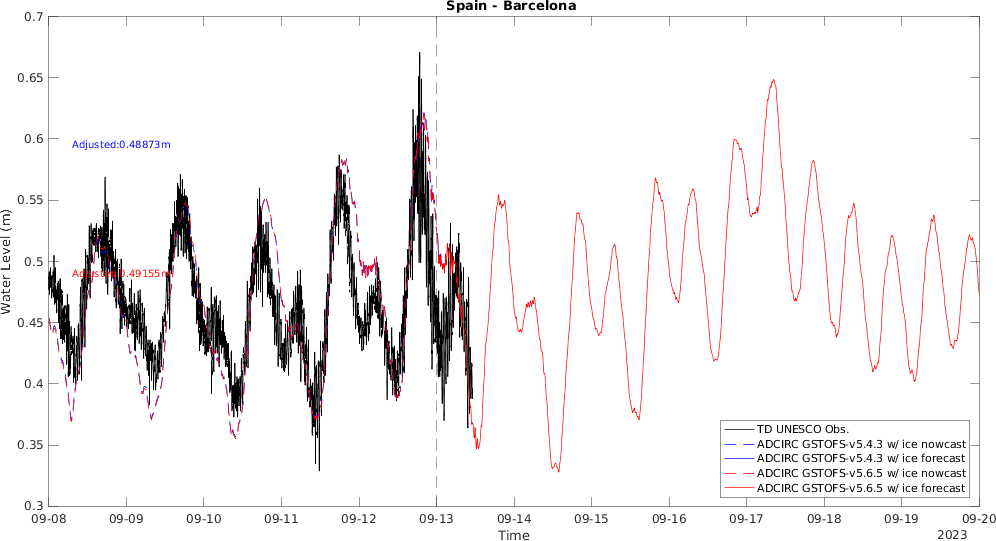 Spain - Barcelona
0.7
0.65
0.6
0.55
0.5
0.45
0.4
0.35
0.3
Water Level (m)
Adjusted:0.48873m
Adjusted:0.49155m
TD UNESCO Obs.
ADCIRC GSTOFS-v5.4.3 w/ ice nowcast
ADCIRC GSTOFS-v5.4.3 w/ ice forecast
ADCIRC GSTOFS-v5.6.5 w/ ice nowcast
ADCIRC GSTOFS-v5.6.5 w/ ice forecast
09-08 09-09 09-10 09-11 09-12 09-13 09-14 09-15 09-16 09-17 09-18 09-19 09-20
Time
2023